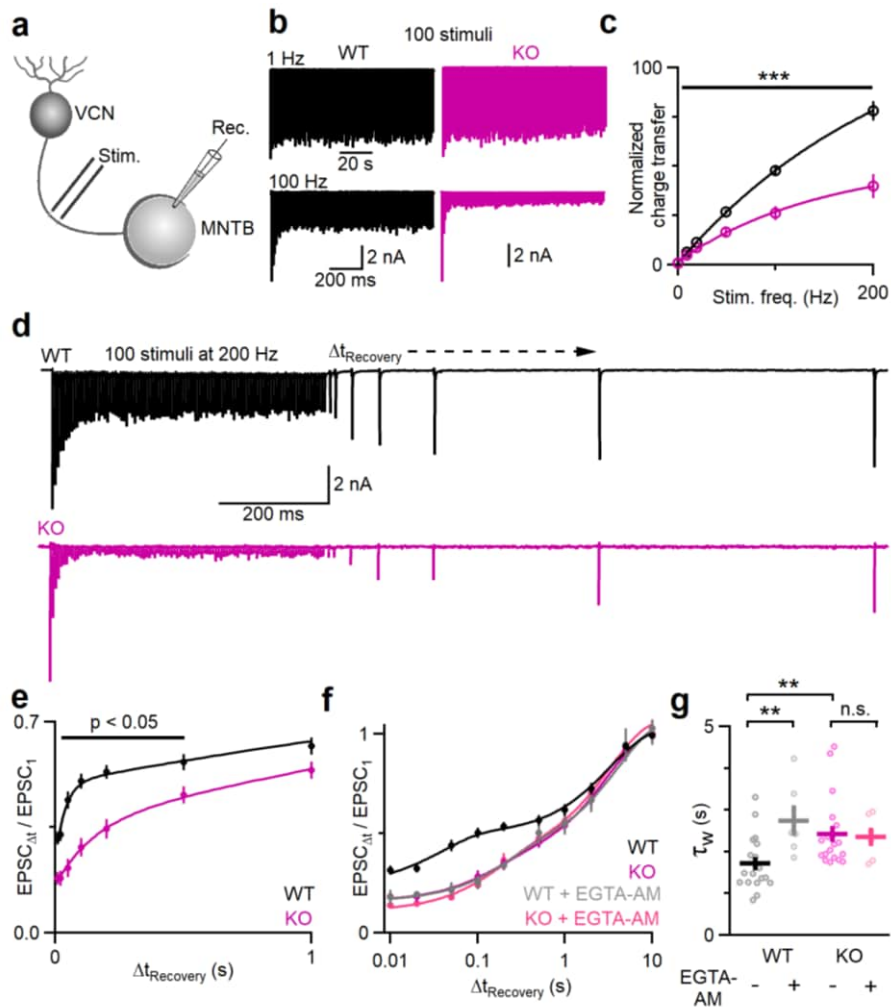 a
VCN
Stim.
Rec.
MNTB
b
100 stimuli
1 Hz
WT
KO
20 s
100 Hz
2 nA
200 ms
2 nA
c
100
***
Normalized
charge transfer
0
0
200
Stim. freq. (Hz)
d
WT
100 stimuli at 200 Hz
ΔtRecovery
2 nA
200 ms
KO
e
0.7
p < 0.05
EPSCΔt / EPSC1
WT
KO
0.0
0
1
ΔtRecovery (s)
f
1
EPSCΔt / EPSC1
WT
KO
WT + EGTA-AM
KO + EGTA-AM
0
0.01
0.1
1
10
ΔtRecovery (s)
g
**
**
n.s.
5
τw (s)
0
WT
KO
EGTA-
AM
- + - +